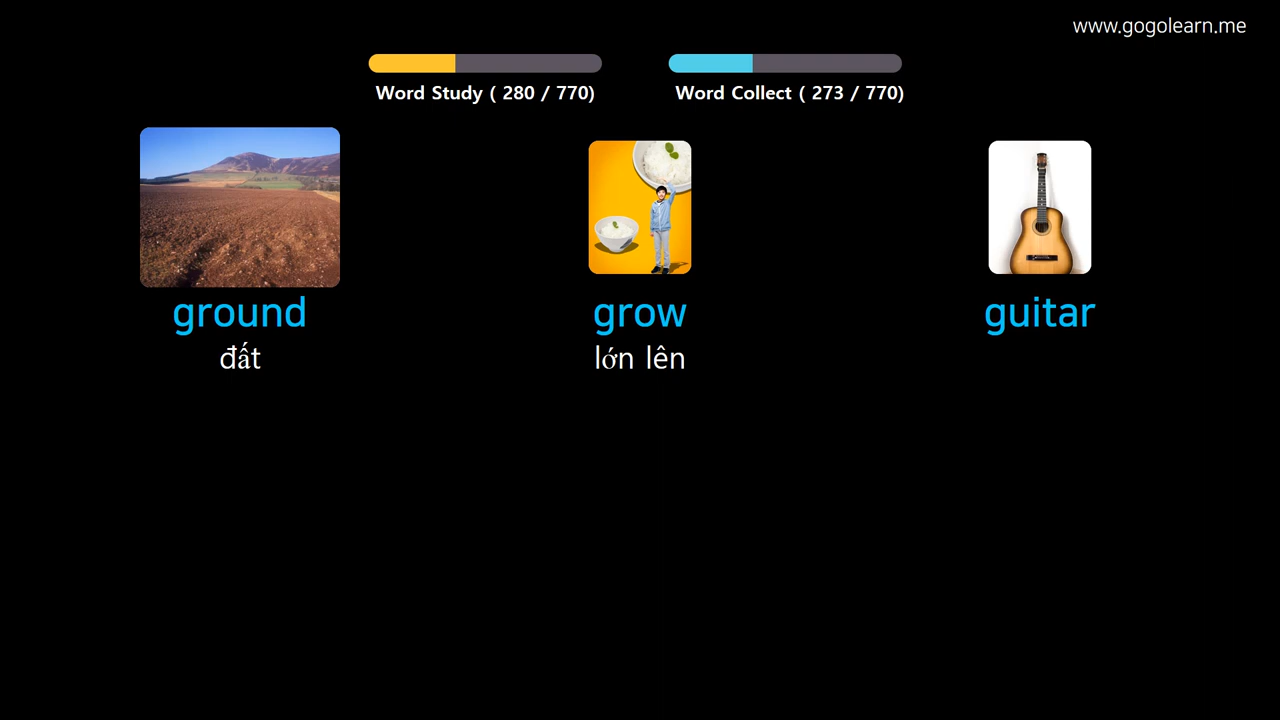 www.gogolearn.me
Word Study ( 280 / 770)
Word Collect ( 273 / 770)
ground
grow
guitar
đất
lớn lên